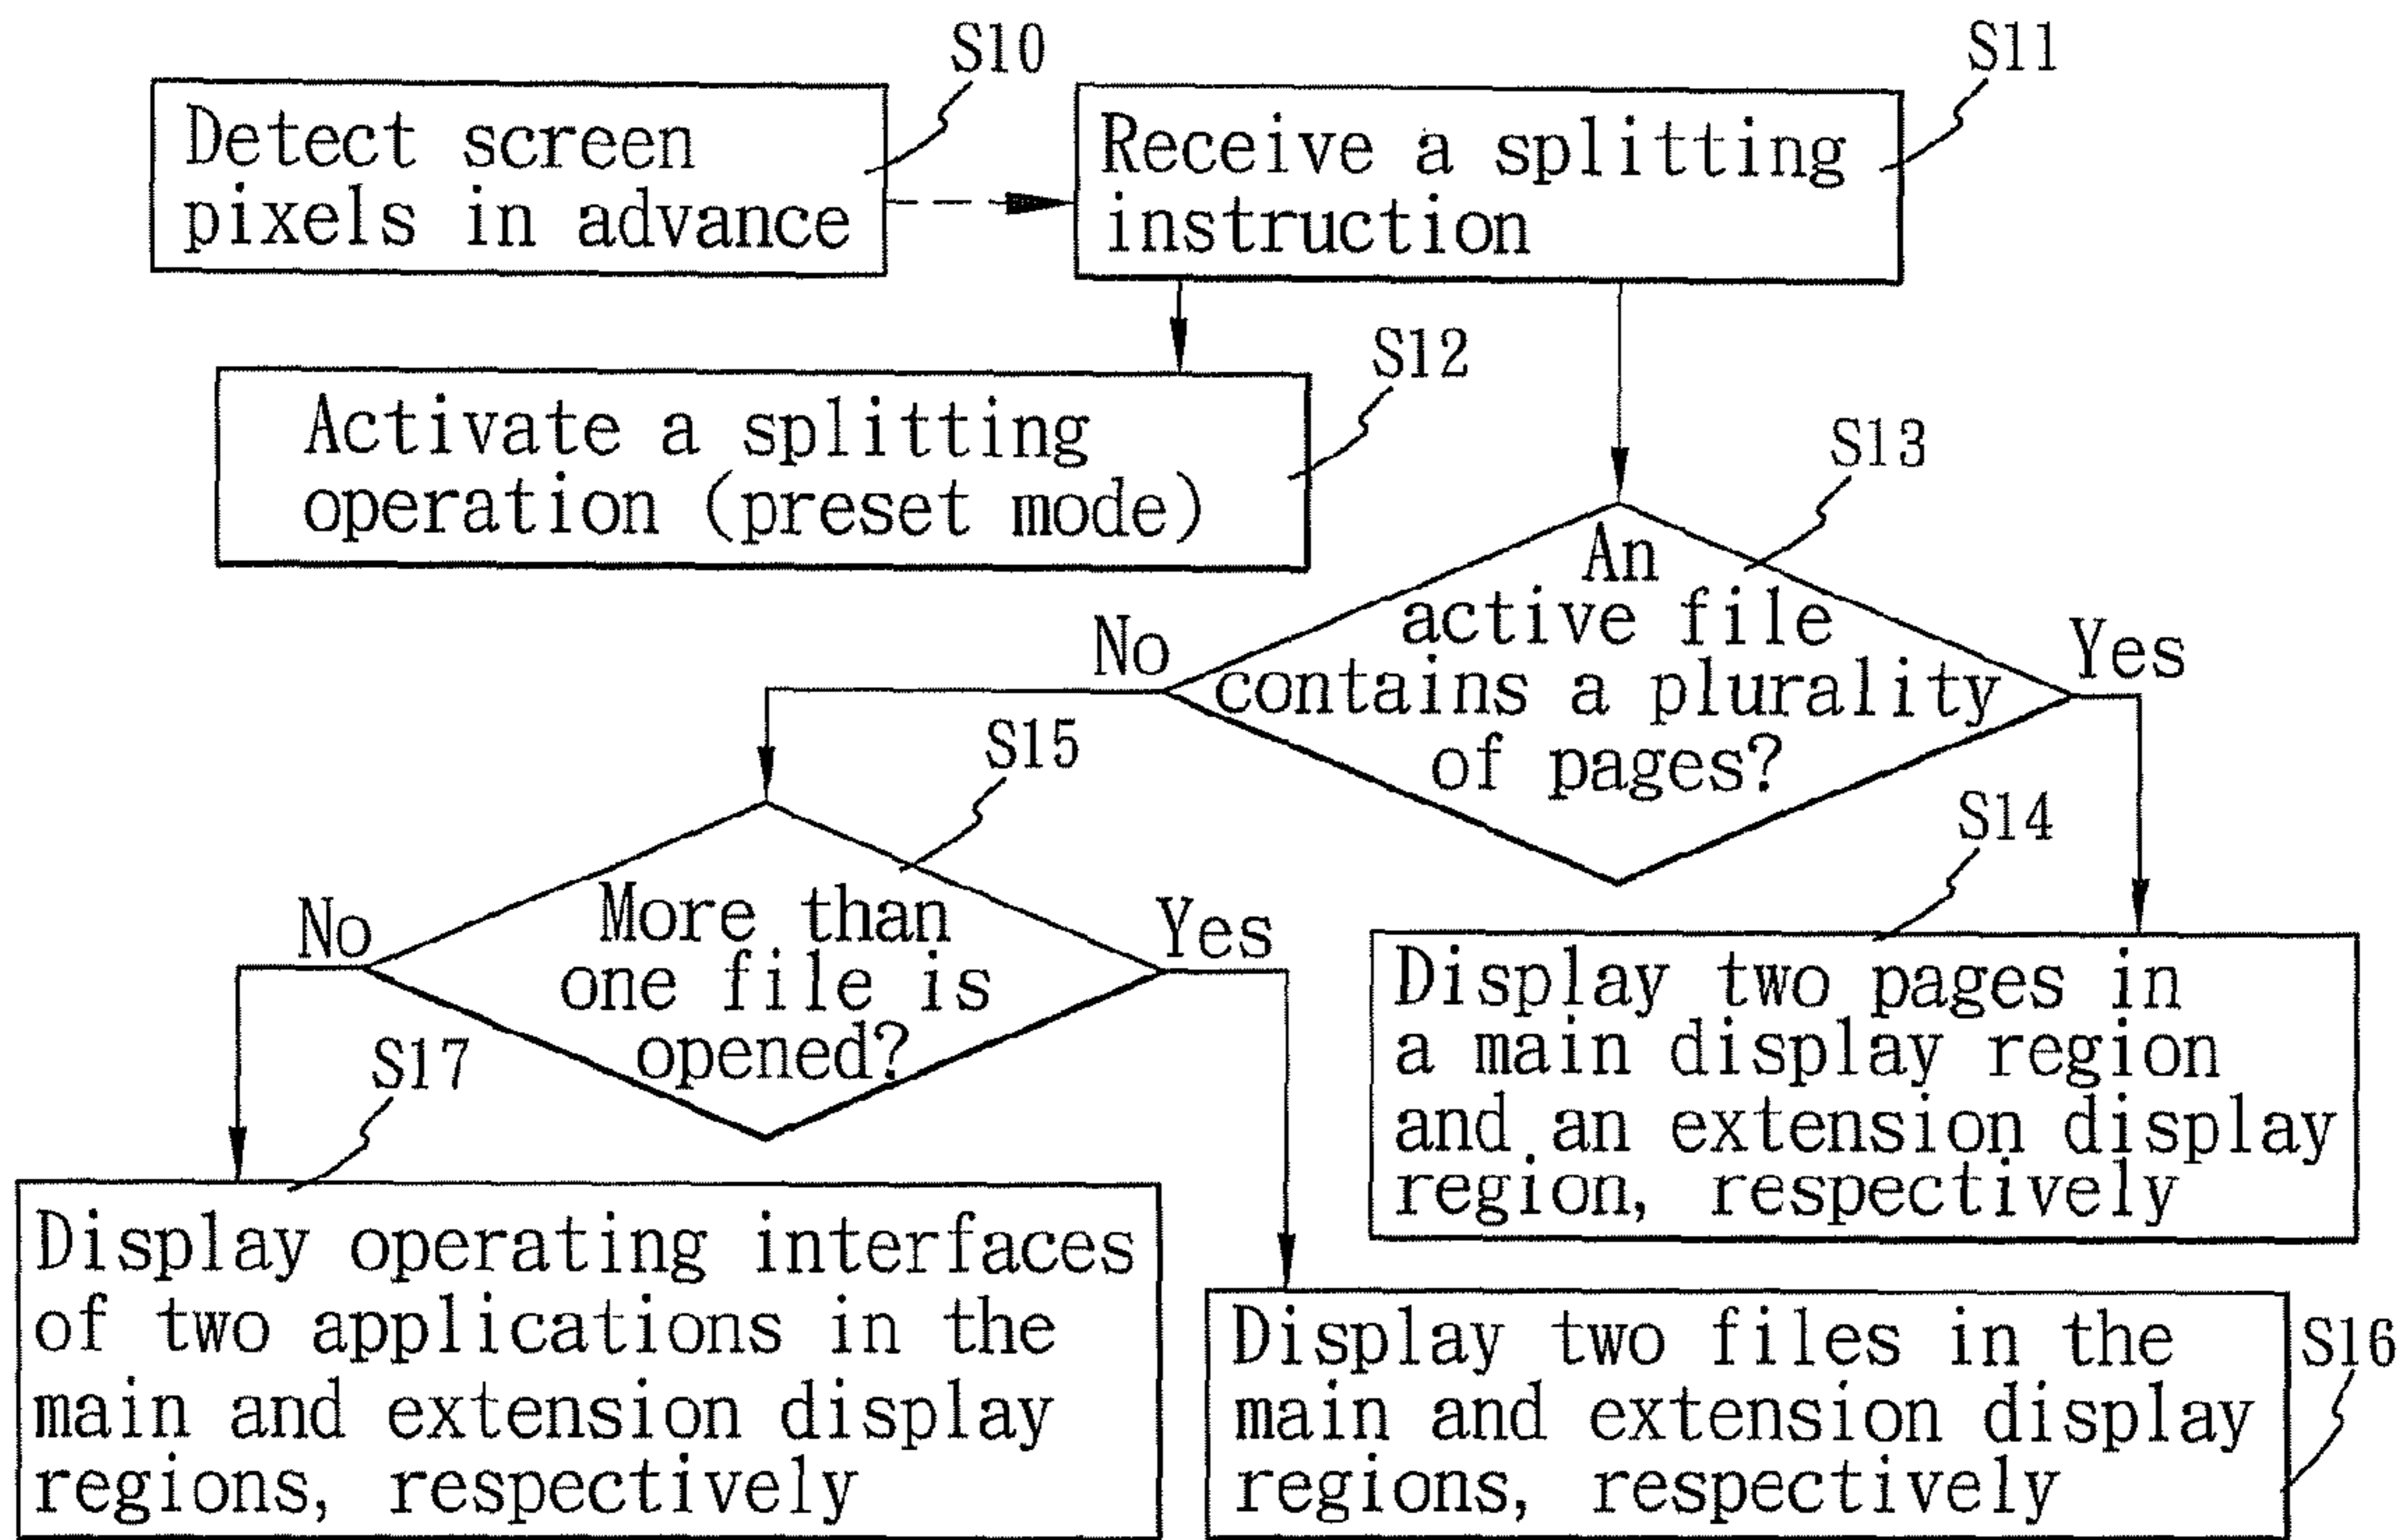 S10
Detect screen
pixels in advance
S11
Receive a splitting
instruction
S12
Activate a splitting
operation (preset mode)
S13
An
active file
contains a plurality
of pages?
No
Yes
S14
Display two pages in
a main display region
and an extension display
region, respectively
S15
More than
one file is
opened?
No
Yes
S17
Display operating interfaces
of two applications in the
main and extension display
regions, respectively
Display two files in the
main and extension display
regions, respectively
S16